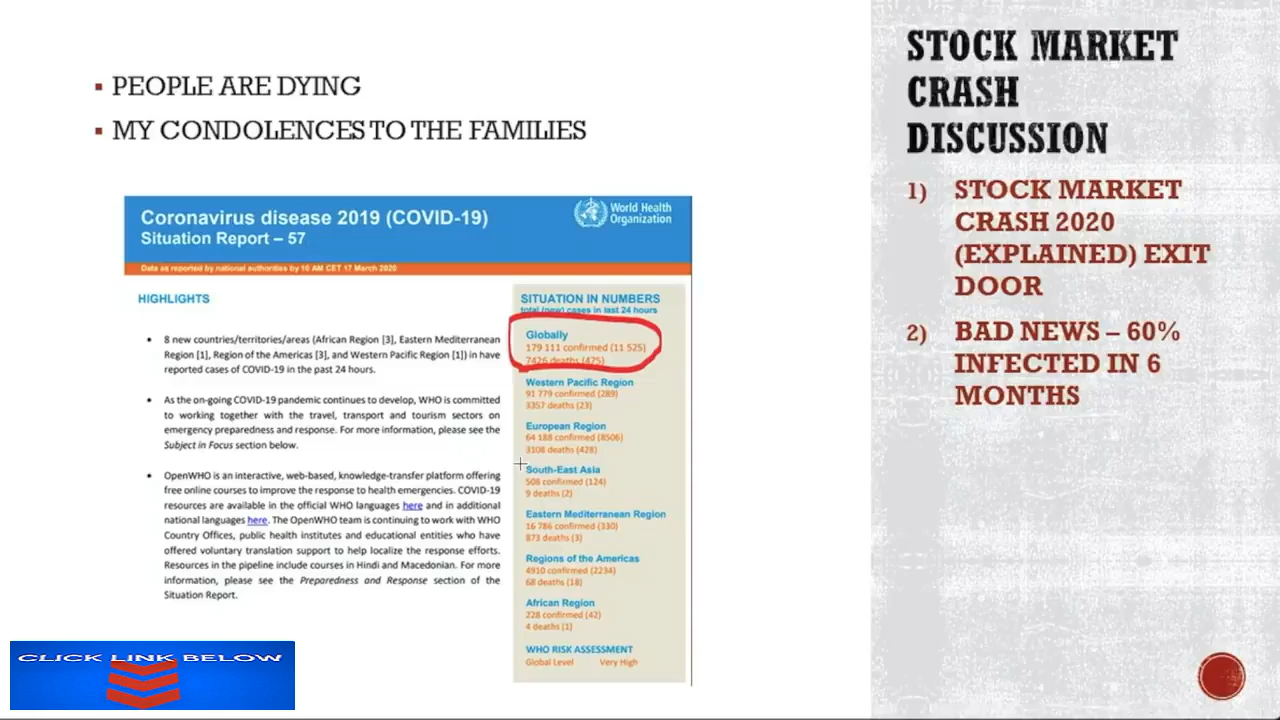 PEOPLE ARE DYING
MY CONDOLENCES TO THE FAMILIES
Coronavirus disease 2019 (COVID-19)
Situation Report – 57
World Health
Organization
Data as reported by national authorities by 10 AM CET 17 March 2020
HIGHLIGHTS
8 new countries/territories/areas (African Region [3], Eastern Mediterranean
Region [1], Region of the Americas [3], and Western Pacific Region [1]) in have
reported cases of COVID-19 in the past 24 hours.
As the on-going COVID-19 pandemic continues to develop, WHO is committed
to working together with the travel, transport and tourism sectors on
emergency preparedness and response. For more information, please see the
Subject in Focus section below.
OpenWHO is an interactive, web-based, knowledge-transfer platform offering
free online courses to improve the response to health emergencies. COVID-19
resources are available in the official WHO languages here and in additional
national languages here. The OpenWHO team is continuing to work with WHO
Country Offices, public health institutes and educational entities who have
offered voluntary translation support to help localize the response efforts.
Resources in the pipeline include courses in Hindi and Macedonian. For more
information, please see the Preparedness and Response section of the
Situation Report.
SITUATION IN NUMBERS
total (new) cases in last 24 hours
Globally
179 111 confirmed (11 525)
7426 deaths (475)
Western Pacific Region
91 779 confirmed (289)
3357 deaths (23)
European Region
64 188 confirmed (8506)
3108 deaths (428)
South-East Asia
508 confirmed (124)
9 deaths (2)
Eastern Mediterranean Region
16 786 confirmed (330)
873 deaths (3)
Regions of the Americas
4910 confirmed (2234)
68 deaths (18)
African Region
228 confirmed (42)
4 deaths (1)
WHO RISK ASSESSMENT
Global Level Very High
CLICK LINK BELOW
STOCK MARKET
CRASH
DISCUSSION
1) STOCK MARKET
CRASH 2020
(EXPLAINED) EXIT
DOOR
2) BAD NEWS – 60%
INFECTED IN 6
MONTHS